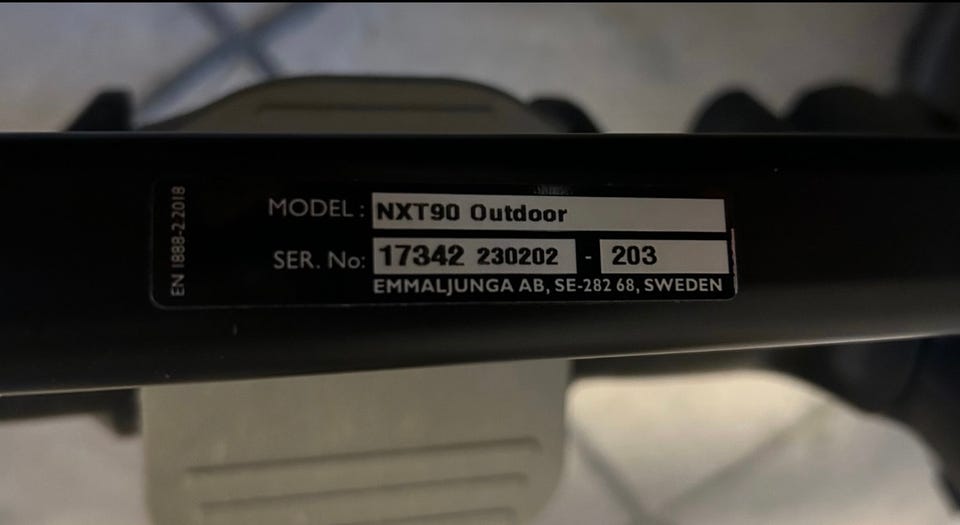 EN 1888-2:2018
MODEL: NXT90 Outdoor
SER. No: 17342 230202 - 203
EMMALJUNGA AB, SE-282 68, SWEDEN